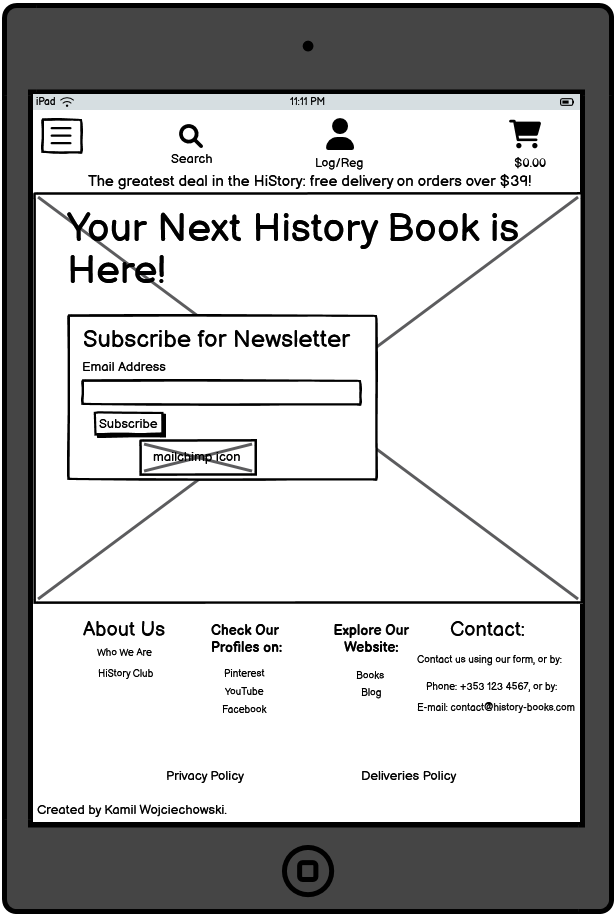 iPad 11:11 PM
Search
Log/Reg
$0.00
The greatest deal in the HiStory: free delivery on orders over $39!
Your Next History Book is
Here!
Subscribe for Newsletter
Email Address
Subscribe
mailchimp icon
About Us
Who We Are
HiStory Club
Check Our
Profiles on:
Pinterest
YouTube
Facebook
Explore Our
Website:
Books
Blog
Contact:
Contact us using our form, or by:
Phone: +353 123 4567, or by:
E-mail: contact@history-books.com
Privacy Policy
Deliveries Policy
Created by Kamil Wojciechowski.